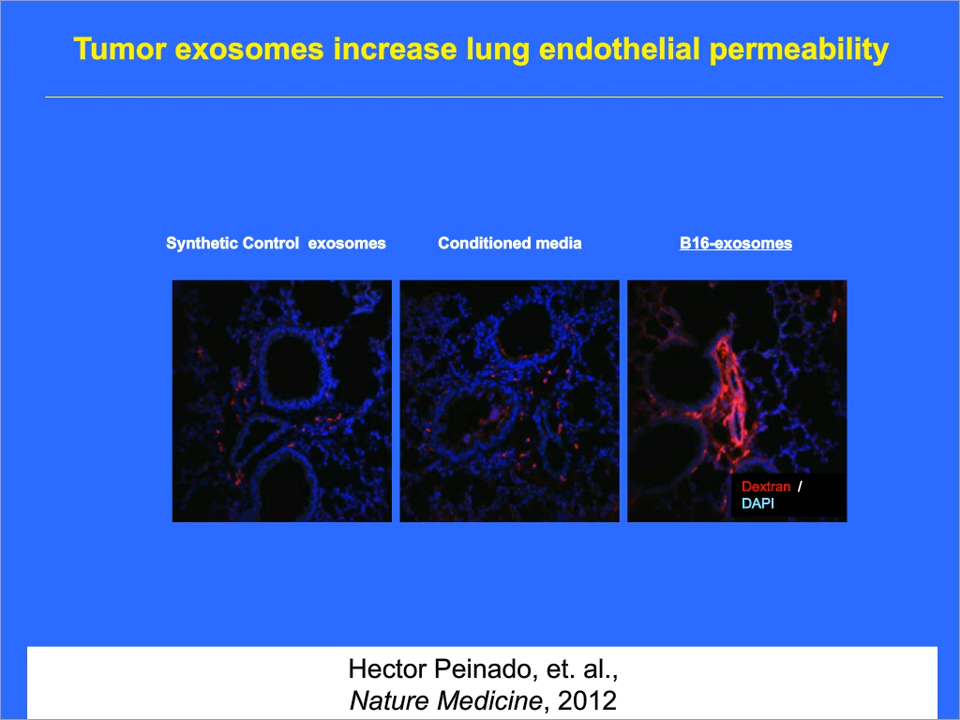 Tumor exosomes increase lung endothelial permeability
Synthetic Control exosomes
Conditioned media
B16-exosomes
Dextran /
DAPI
Hector Peinado, et. al.,
Nature Medicine, 2012